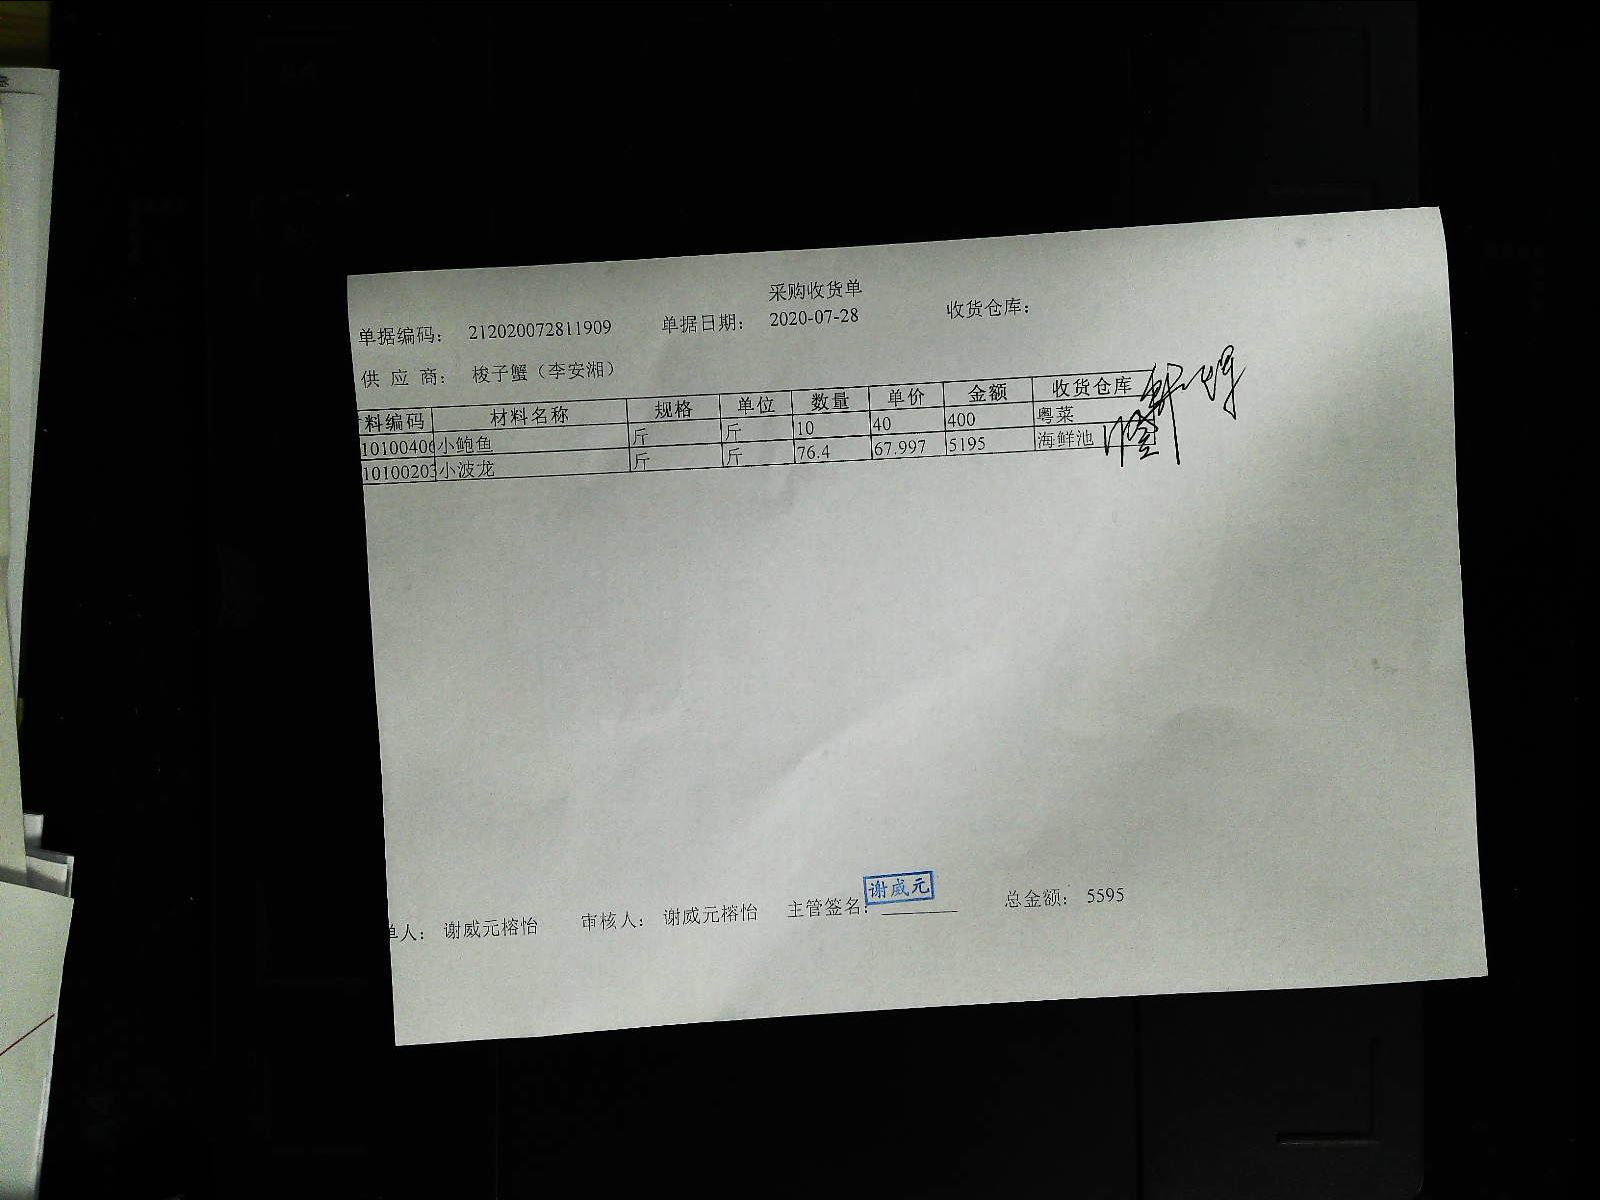 采购收货单
单据编码： 212020072811909 单据日期： 2020-07-28 收货仓库：
供 应 商： 梭子蟹（李安湘）
料编码 材料名称 规格 单位 数量 单价 金额 收货仓库
10100406 小鲍鱼 斤 斤 10 40 400 粤菜
10100203 小波龙 斤 斤 76.4 67.997 5195 海鲜池
单人： 谢威元榕怡 审核人： 谢威元榕怡 主管签名： 谢威元 总金额： 5595